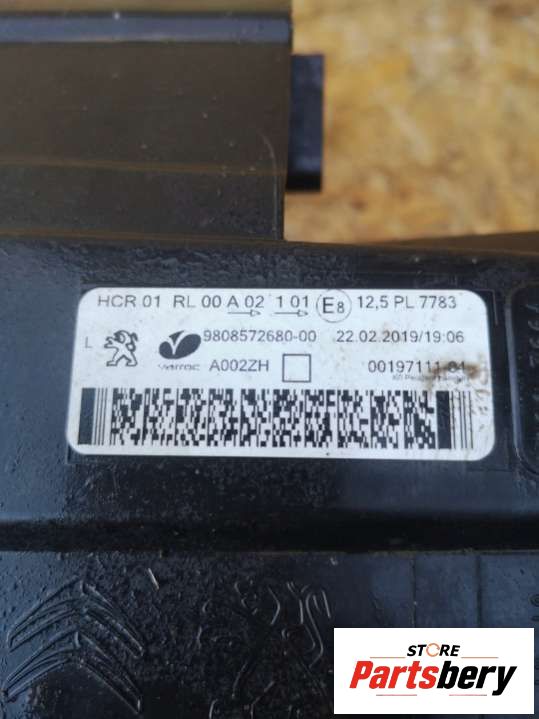 HCR 01 RL 00 A 02 1 01 E8 12,5 PL 7783
L varroc 9808572680-00 22.02.2019/19:06
A002ZH 00197111-01
STORE
Partsbery